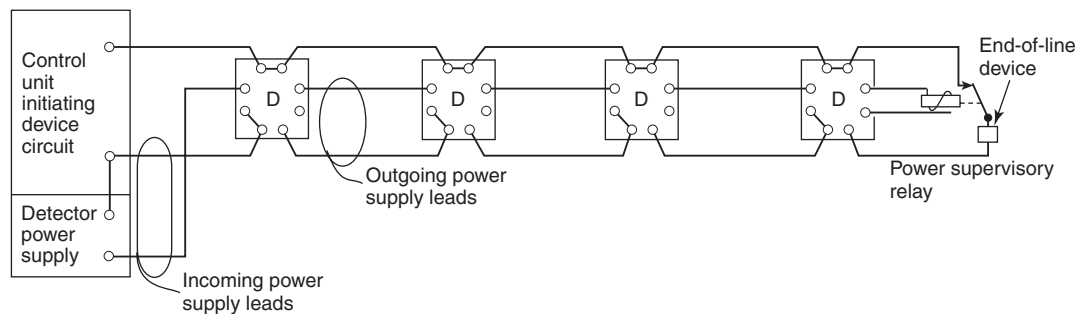 Control
unit
initiating
device
circuit
Detector
power
supply
D
D
D
D
End-of-line
device
Outgoing power
supply leads
Power supervisory
relay
Incoming power
supply leads